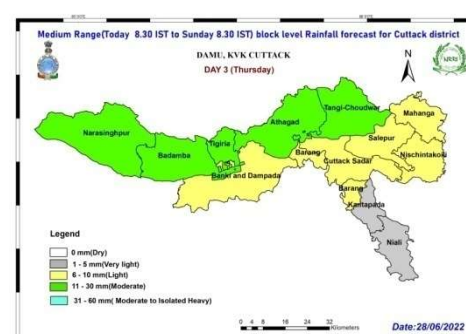 Medium Range(Today 8.30 IST to Sunday 8.30 IST) block level Rainfall forecast for Cuttack district
DAMU, KVK CUTTACK
DAY 3 (Thursday)
N
Mahanga
Tangi-Choudwar
Athagad
Narasinghpur
Salepur
Tigiria
Badamba
Barang
Nischintakoili
Cuttack Sadar
Banki and Dampada
Barang
Kantapada
Niali
Legend
0 mm(Dry)
1 - 5 mm(Very light)
6 - 10 mm(Light)
11 - 30 mm(Moderate)
31 - 60 mm( Moderate to Isolated Heavy)
0 4 8 16 24 32
Kilometers
Date:28/06/2022